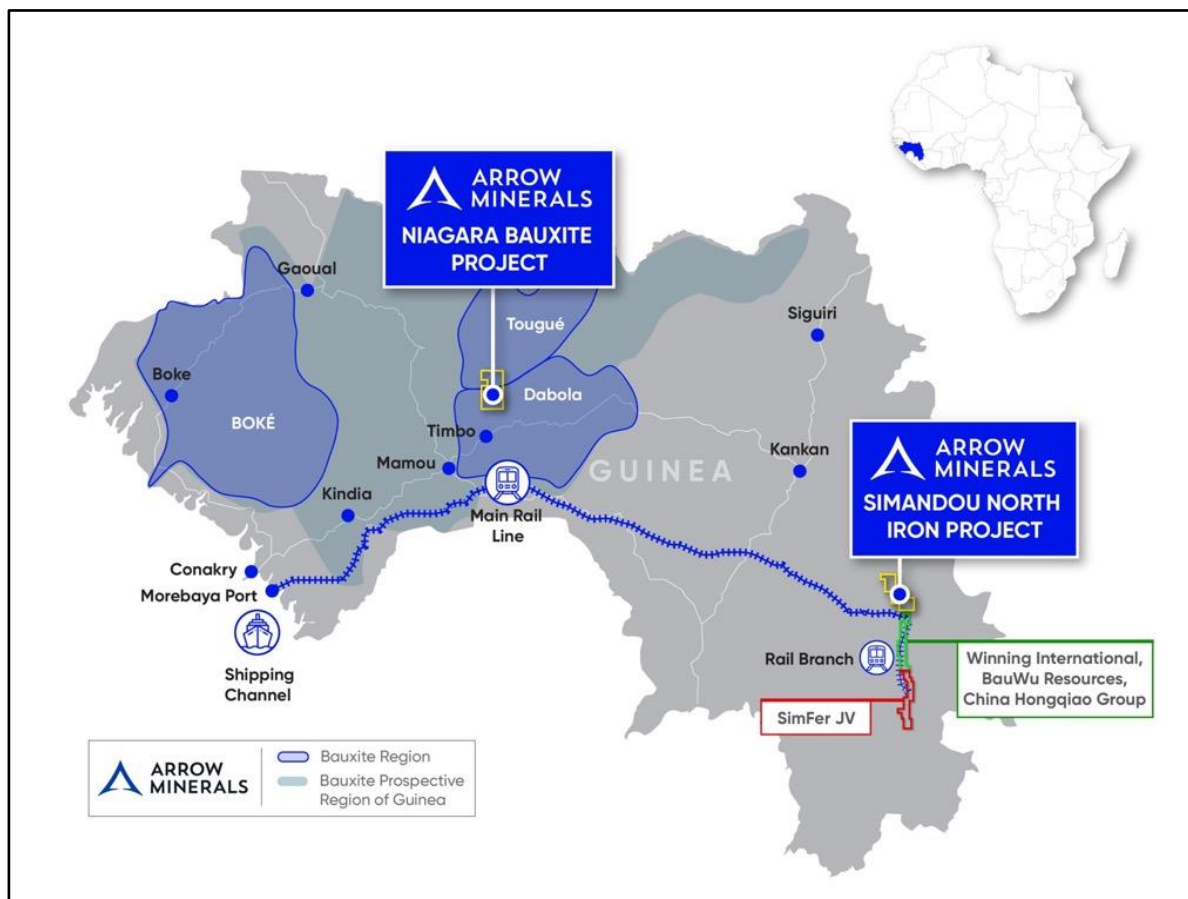 ARROW
MINERALS
NIAGARA BAUXITE
PROJECT
Gaoual
Tougué
Siguiri
Boke
BOKÉ
Dabola
Timbo
Mamou
GUINEA
Kankan
ARROW
MINERALS
SIMANDOU NORTH
IRON PROJECT
Kindia
Main Rail
Line
Conakry
Morebaya Port
Shipping
Channel
Rail Branch
Winning International,
BauWu Resources,
China Hongqiao Group
SimFer JV
ARROW
MINERALS
Bauxite Region
Bauxite Prospective
Region of Guinea